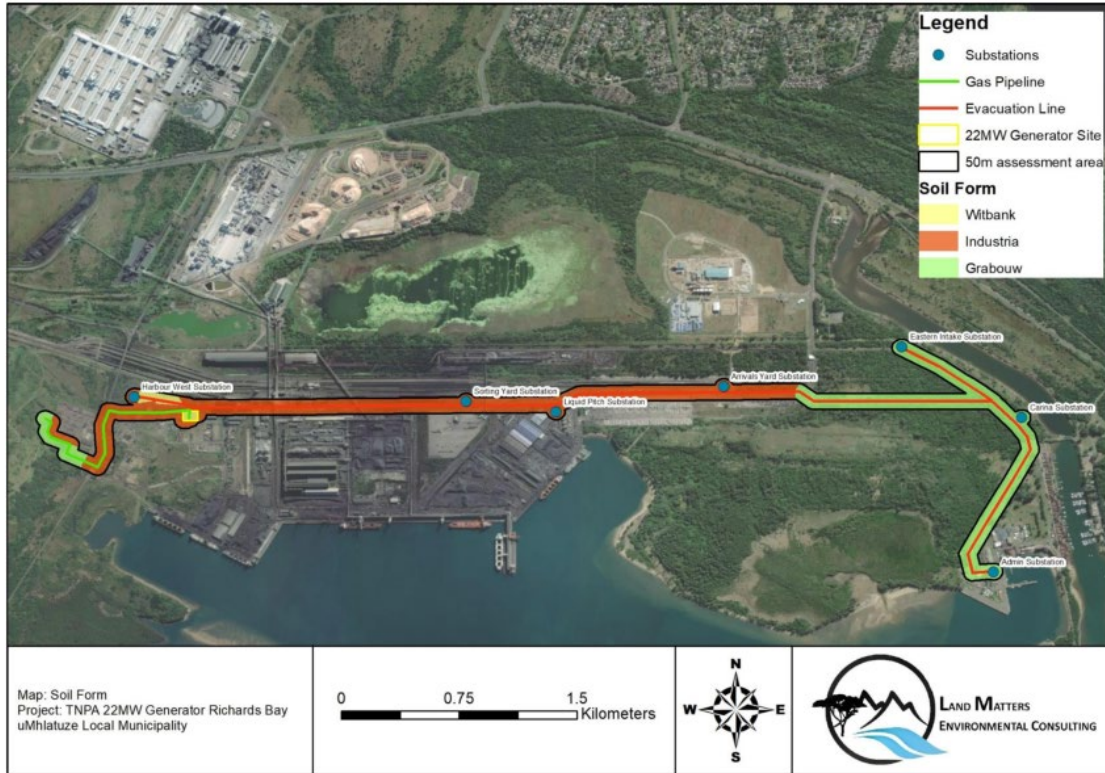 Legend
Substations
Gas Pipeline
Evacuation Line
22MW Generator Site
50m assessment area
Soil Form
Witbank
Industria
Grabouw
Eastern Intake Substation
Arrivals Yard Substation
Harbour West Substation
Sorting Yard Substation
Liquid Pitch Substation
Carina Substation
Admin Substation
Map: Soil Form
Project: TNPA 22MW Generator Richards Bay
uMhlatuze Local Municipality
0 0.75 1.5
Kilometers
N
W E
S
LAND MATTERS
ENVIRONMENTAL CONSULTING